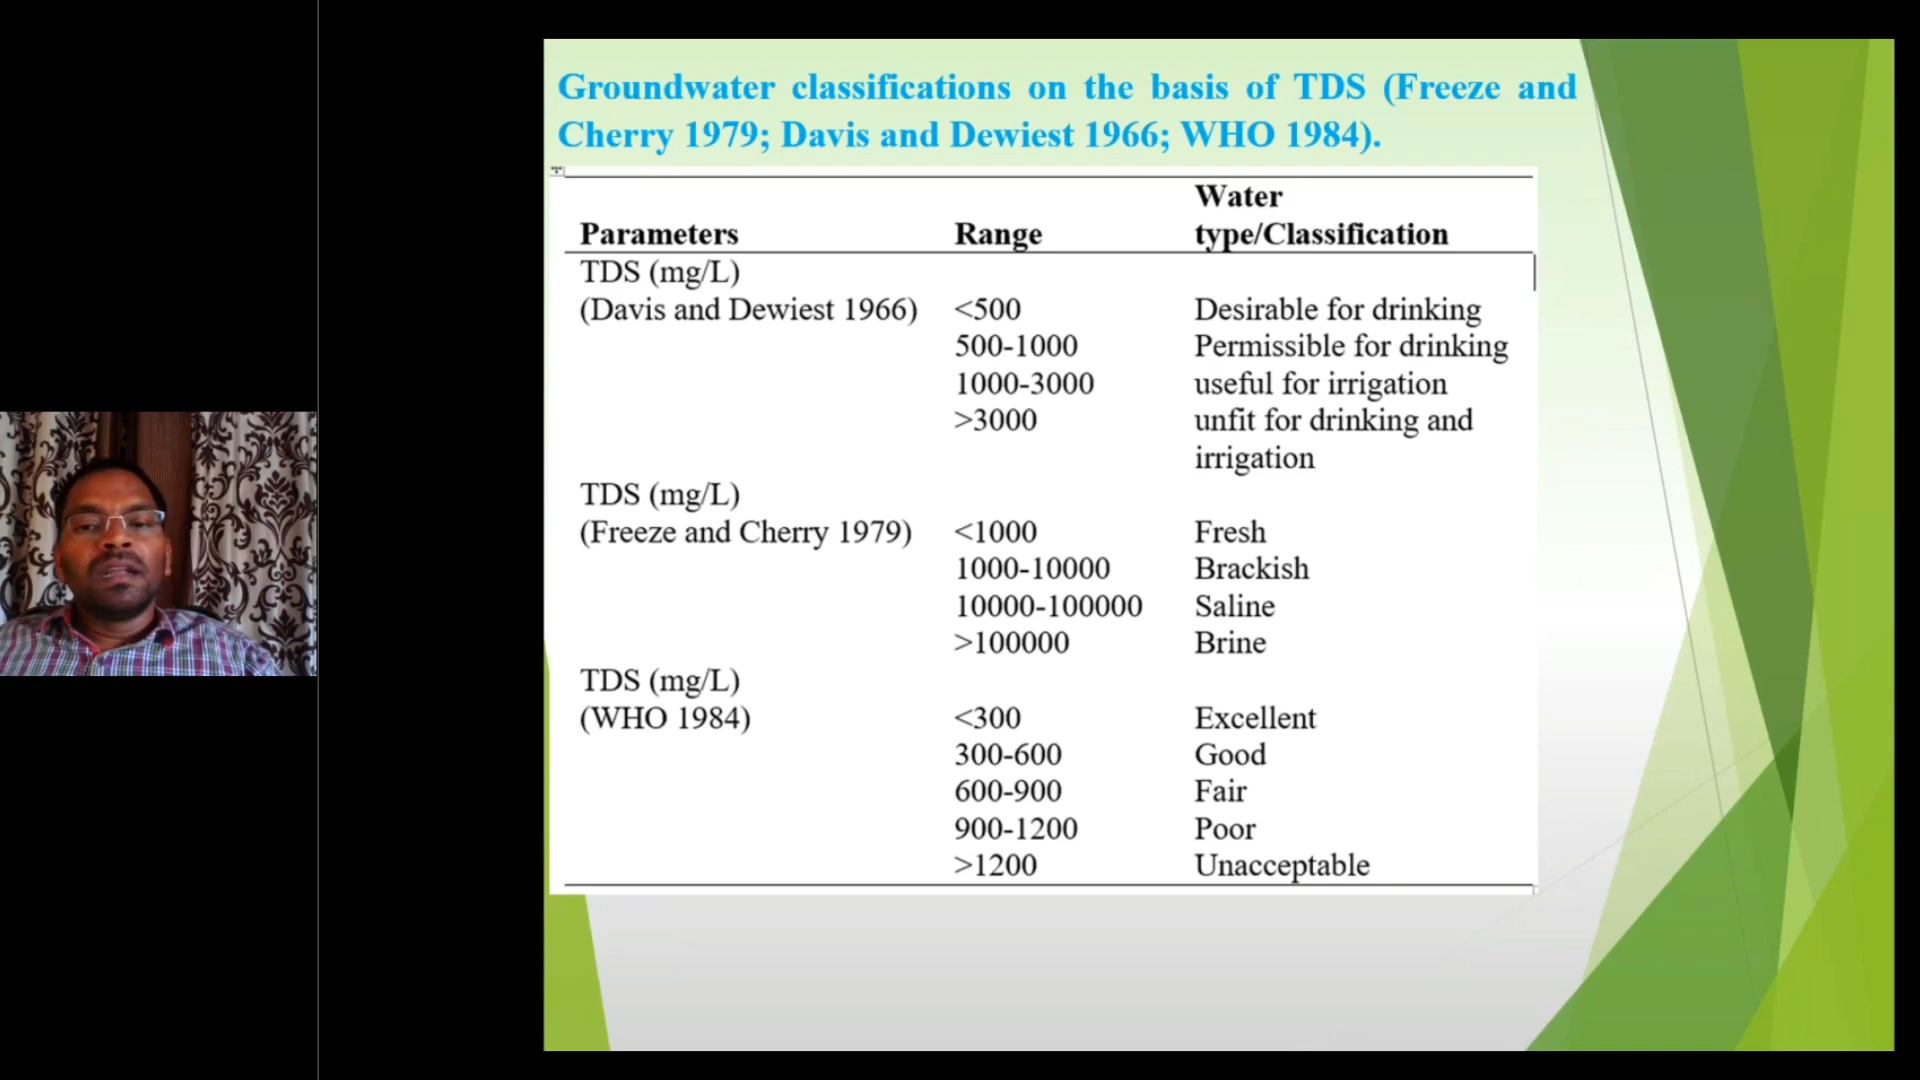 Groundwater classifications on the basis of TDS (Freeze and
Cherry 1979; Davis and Dewiest 1966; WHO 1984).
Water
Parameters Range type/Classification
TDS (mg/L)
(Davis and Dewiest 1966) <500 Desirable for drinking
500-1000 Permissible for drinking
1000-3000 useful for irrigation
>3000 unfit for drinking and
irrigation
TDS (mg/L)
(Freeze and Cherry 1979) <1000 Fresh
1000-10000 Brackish
10000-100000 Saline
>100000 Brine
TDS (mg/L)
(WHO 1984) <300 Excellent
300-600 Good
600-900 Fair
900-1200 Poor
>1200 Unacceptable